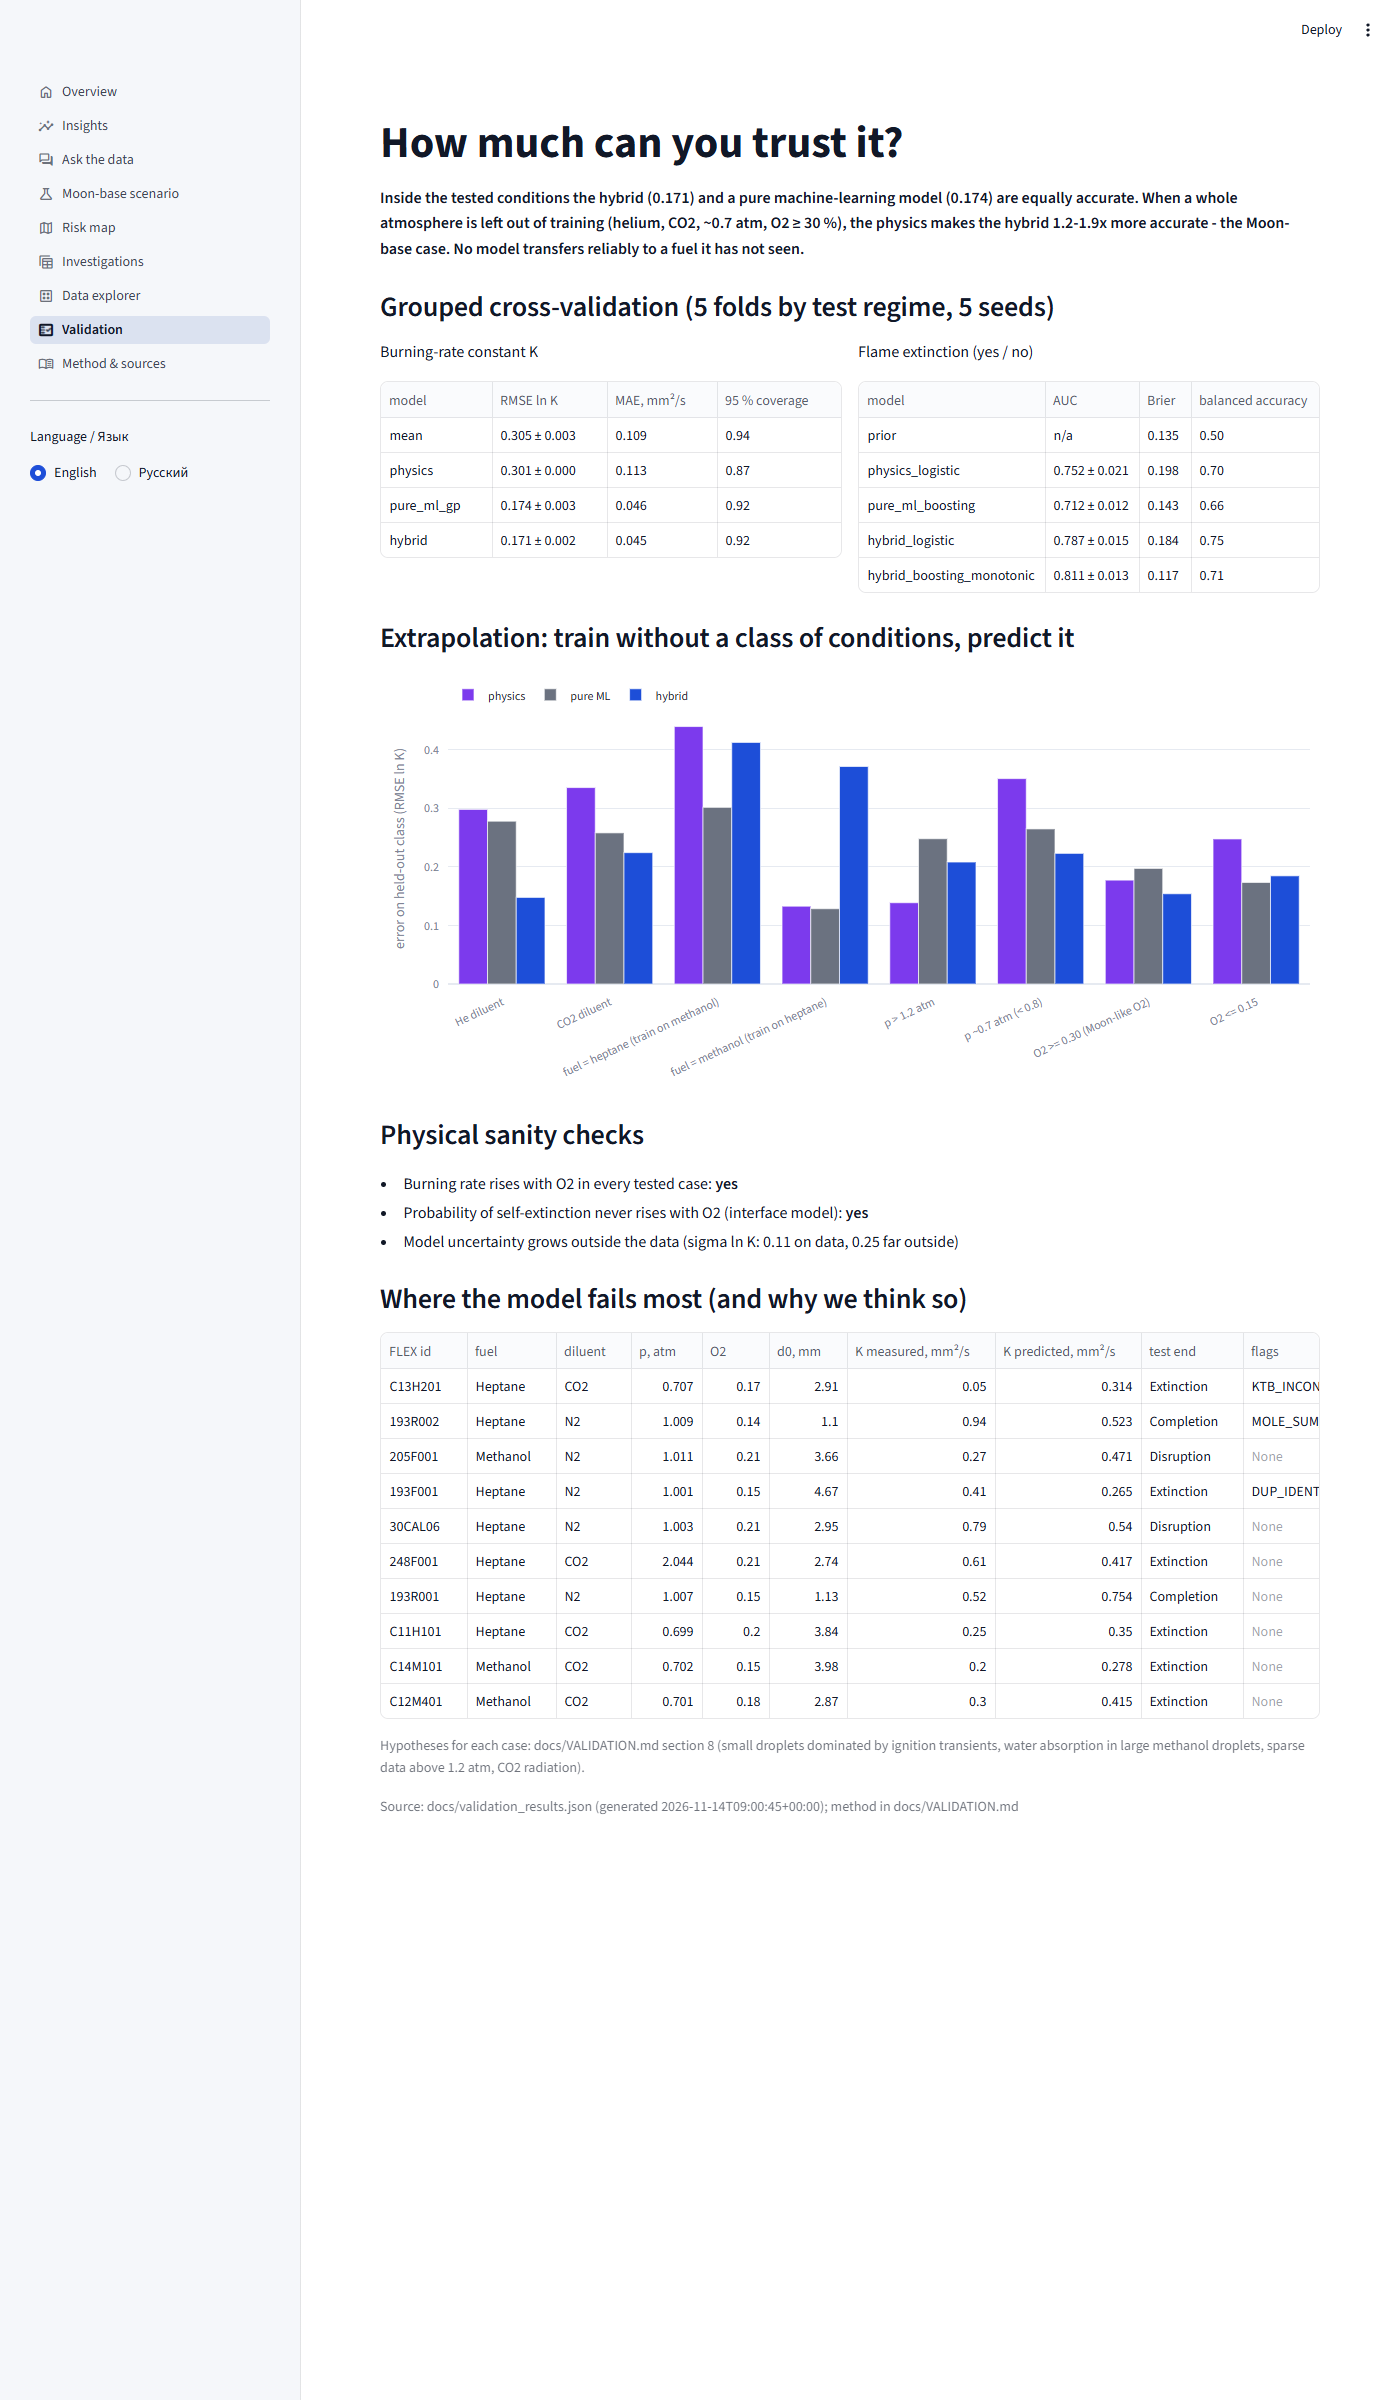 Deploy
Overview
Insights
Ask the data
Moon-base scenario
Risk map
Investigations
Data explorer
Validation
Method & sources
Language / Язык
English Русский
How much can you trust it?
Inside the tested conditions the hybrid (0.171) and a pure machine-learning model (0.174) are equally accurate. When a whole
atmosphere is left out of training (helium, CO2, ~0.7 atm, O2 ≥ 30 %), the physics makes the hybrid 1.2-1.9x more accurate - the Moon-
base case. No model transfers reliably to a fuel it has not seen.
Grouped cross-validation (5 folds by test regime, 5 seeds)
Burning-rate constant K
model RMSE ln K MAE, mm²/s 95 % coverage
mean 0.305 ± 0.003 0.109 0.94
physics 0.301 ± 0.000 0.113 0.87
pure_ml_gp 0.174 ± 0.003 0.046 0.92
hybrid 0.171 ± 0.002 0.045 0.92
Flame extinction (yes / no)
model AUC Brier balanced accuracy
prior n/a 0.135 0.50
physics_logistic 0.752 ± 0.021 0.198 0.70
pure_ml_boosting 0.712 ± 0.012 0.143 0.66
hybrid_logistic 0.787 ± 0.015 0.184 0.75
hybrid_boosting_monotonic 0.811 ± 0.013 0.117 0.71
Extrapolation: train without a class of conditions, predict it
physics pure ML hybrid
error on held-out class (RMSE ln K)
0.4
0.3
0.2
0.1
0
He diluent
CO2 diluent
fuel = heptane (train on methanol)
fuel = methanol (train on heptane)
p > 1.2 atm
p ~0.7 atm (< 0.8)
O2 >= 0.30 (Moon-like O2)
O2 <= 0.15
Physical sanity checks
• Burning rate rises with O2 in every tested case: yes
• Probability of self-extinction never rises with O2 (interface model): yes
• Model uncertainty grows outside the data (sigma ln K: 0.11 on data, 0.25 far outside)
Where the model fails most (and why we think so)
FLEX id fuel diluent p, atm O2 d0, mm K measured, mm²/s K predicted, mm²/s test end flags
C13H201 Heptane CO2 0.707 0.17 2.91 0.05 0.314 Extinction KTB_INCON
193R002 Heptane N2 1.009 0.14 1.1 0.94 0.523 Completion MOLE_SUM
205F001 Methanol N2 1.011 0.21 3.66 0.27 0.471 Disruption None
193F001 Heptane N2 1.001 0.15 4.67 0.41 0.265 Extinction DUP_IDENT
30CAL06 Heptane N2 1.003 0.21 2.95 0.79 0.54 Disruption None
248F001 Heptane CO2 2.044 0.21 2.74 0.61 0.417 Extinction None
193R001 Heptane N2 1.007 0.15 1.13 0.52 0.754 Completion None
C11H101 Heptane CO2 0.699 0.2 3.84 0.25 0.35 Extinction None
C14M101 Methanol CO2 0.702 0.15 3.98 0.2 0.278 Extinction None
C12M401 Methanol CO2 0.701 0.18 2.87 0.3 0.415 Extinction None
Hypotheses for each case: docs/VALIDATION.md section 8 (small droplets dominated by ignition transients, water absorption in large methanol droplets, sparse
data above 1.2 atm, CO2 radiation).
Source: docs/validation_results.json (generated 2026-11-14T09:00:45+00:00); method in docs/VALIDATION.md